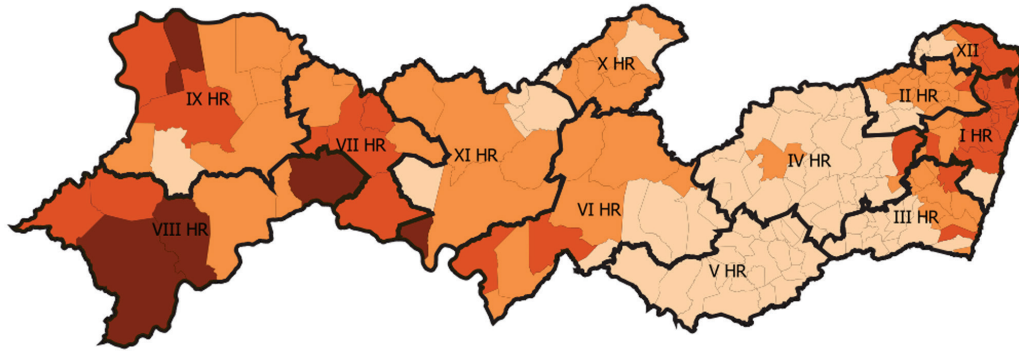 XII
X HR
II HR
IX HR
I HR
VII HR
XI HR
IV HR
VI HR
III HR
VIII HR
V HR